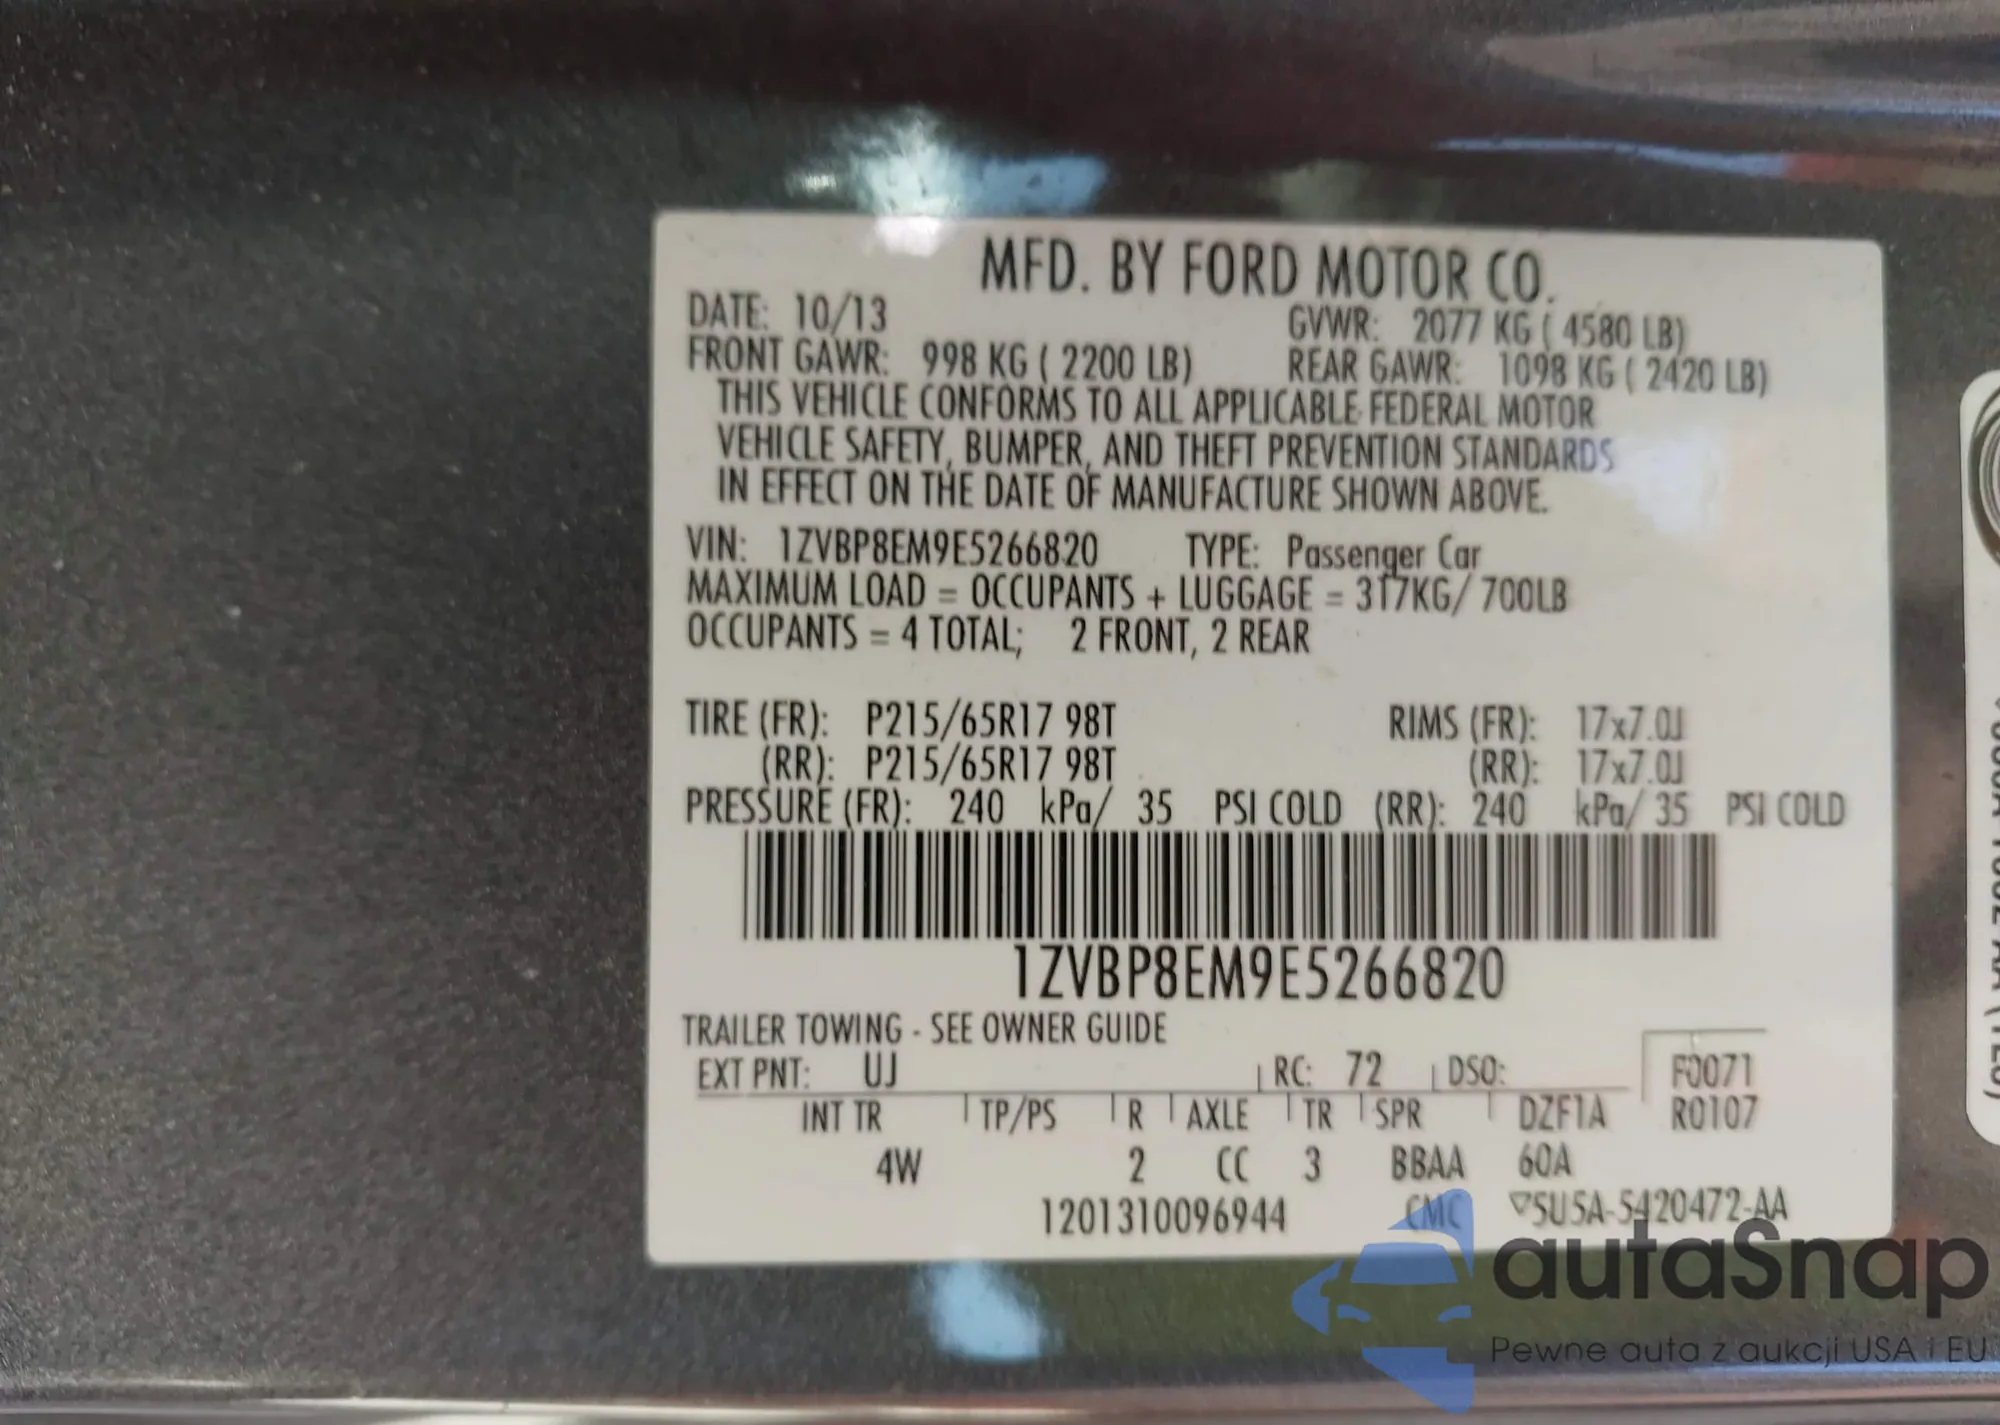 MFD. BY FORD MOTOR CO.
DATE: 10/13 GVWR: 2077 KG ( 4580 LB)
FRONT GAWR: 998 KG ( 2200 LB) REAR GAWR: 1098 KG ( 2420 LB)
THIS VEHICLE CONFORMS TO ALL APPLICABLE FEDERAL MOTOR
VEHICLE SAFETY, BUMPER, AND THEFT PREVENTION STANDARDS
IN EFFECT ON THE DATE OF MANUFACTURE SHOWN ABOVE.
VIN: 1ZVBP8EM9E5266820 TYPE: Passenger Car
MAXIMUM LOAD = OCCUPANTS + LUGGAGE = 317KG/ 700LB
OCCUPANTS = 4 TOTAL; 2 FRONT, 2 REAR
TIRE (FR): P215/65R17 98T RIMS (FR): 17x7.0J
(RR): P215/65R17 98T (RR): 17x7.0J
PRESSURE (FR): 240 kPa/ 35 PSI COLD (RR): 240 kPa/ 35 PSI COLD
1ZVBP8EM9E5266820
TRAILER TOWING - SEE OWNER GUIDE
EXT PNT: UJ RC: 72 DSO: F0071
INT TR TP/PS R AXLE TR SPR DZF1A R0107
4W 2 CC 3 BBAA 60A
1201310096944 CMC ▽5U5A-5420472-AA
autaSnap
Pewne auta z aukcji USA i EU